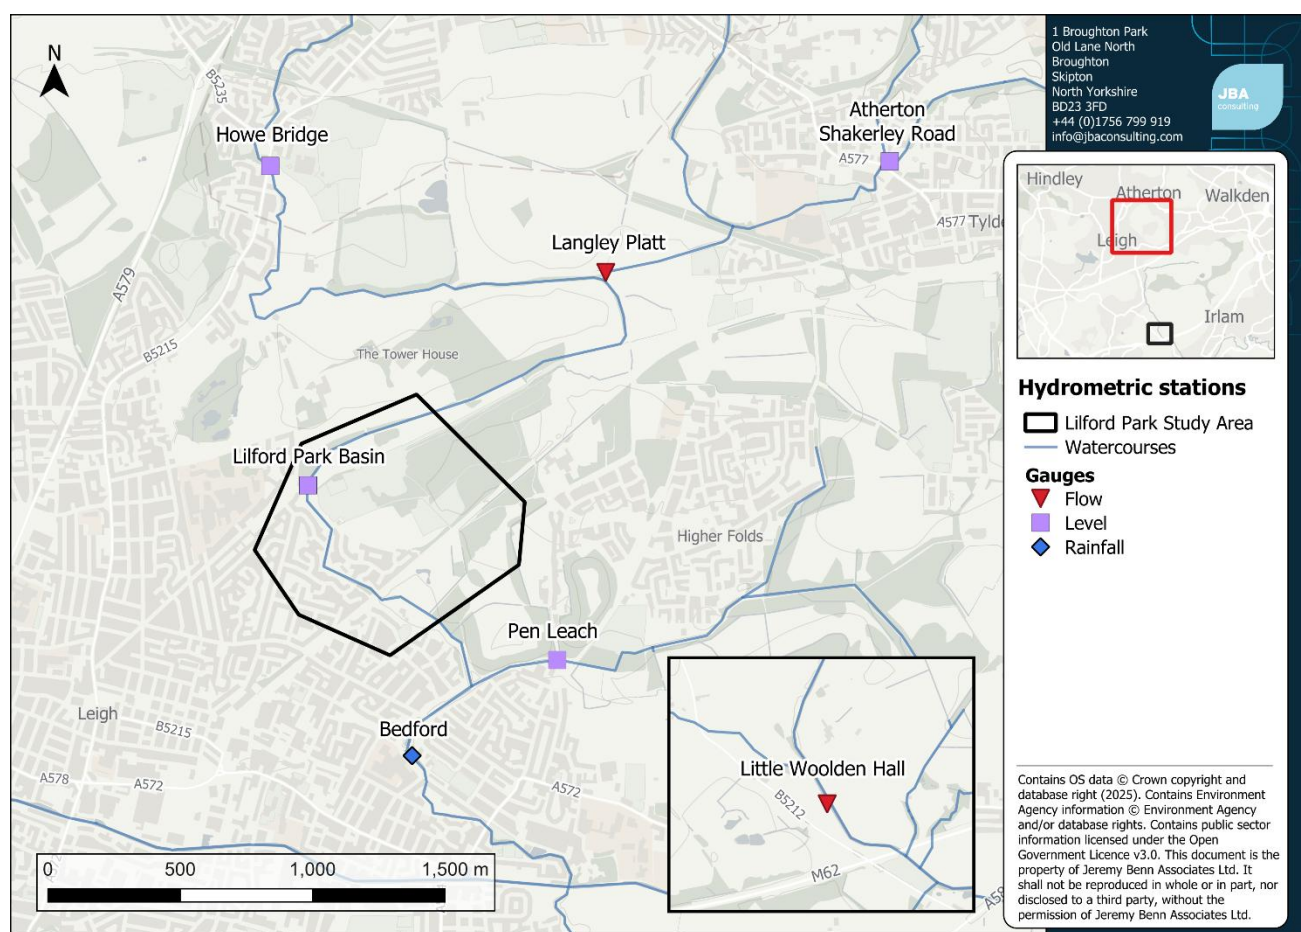 N
B5235
Howe Bridge
Atherton
Shakerley Road
A577
A577
Tylde
Langley Platt
A579
B5215
The Tower House
Lilford Park Basin
Higher Folds
Pen Leach
Leigh
B5215
Bedford
A578
A572
A572
Little Woolden Hall
B5212
M62
A58
0 500 1,000 1,500 m
1 Broughton Park
Old Lane North
Broughton
Skipton
North Yorkshire
BD23 3FD
+44 (0)1756 799 919
info@jbaconsulting.com
JBA
consulting
Hindley
Atherton
Walkden
Leigh
Irlam
Hydrometric stations
Lilford Park Study Area
Watercourses
Gauges
Flow
Level
Rainfall
Contains OS data © Crown copyright and
database right (2025). Contains Environment
Agency information © Environment Agency
and/or database rights. Contains public sector
information licensed under the Open
Government Licence v3.0. This document is the
property of Jeremy Benn Associates Ltd. It
shall not be reproduced in whole or in part, nor
disclosed to a third party, without the
permission of Jeremy Benn Associates Ltd.